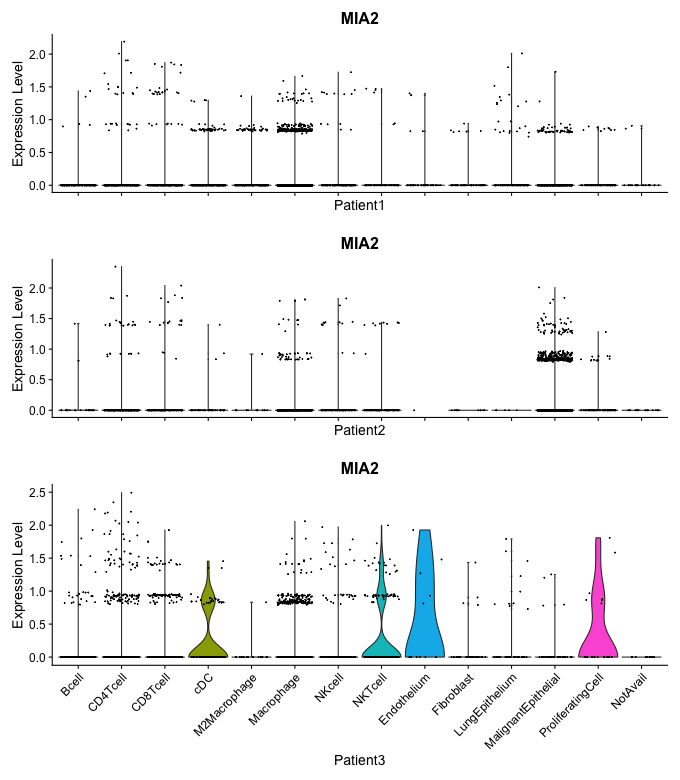 MIA2
Expression Level
2.0
1.5
1.0
0.5
0.0
Patient1
MIA2
Expression Level
2.0
1.5
1.0
0.5
0.0
Patient2
MIA2
Expression Level
2.5
2.0
1.5
1.0
0.5
0.0
Bcell
CD4Tcell
CD8Tcell
cDC
M2Macrophage
Macrophage
NKcell
NKTcell
Endothelium
Fibroblast
LungEpithelium
MalignantEpithelial
ProliferatingCell
NotAvail
Patient3